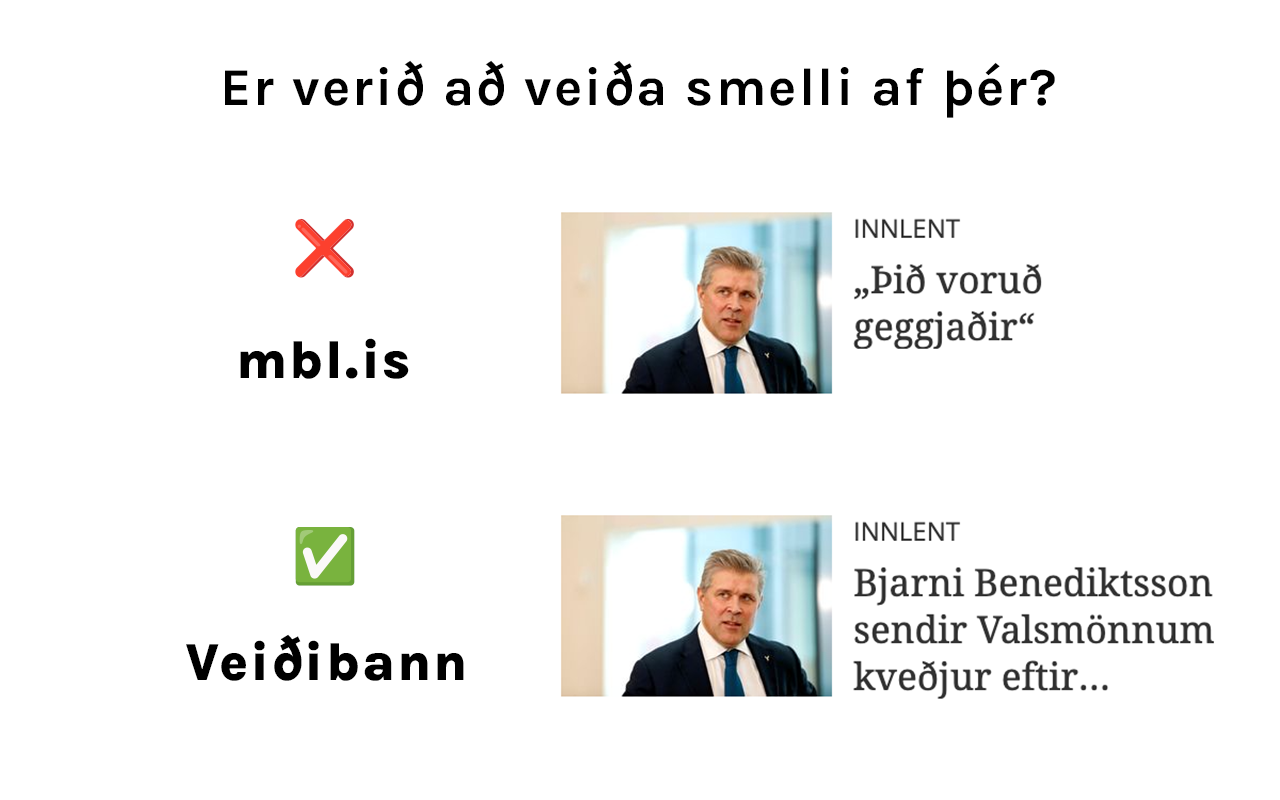 Er verið að veiða smelli af þér?
mbl.is
INNLENT
„Þið voruð
geggjaðir“
Veiðibann
INNLENT
Bjarni Benediktsson
sendir Valsmönnum
kveðjur eftir...